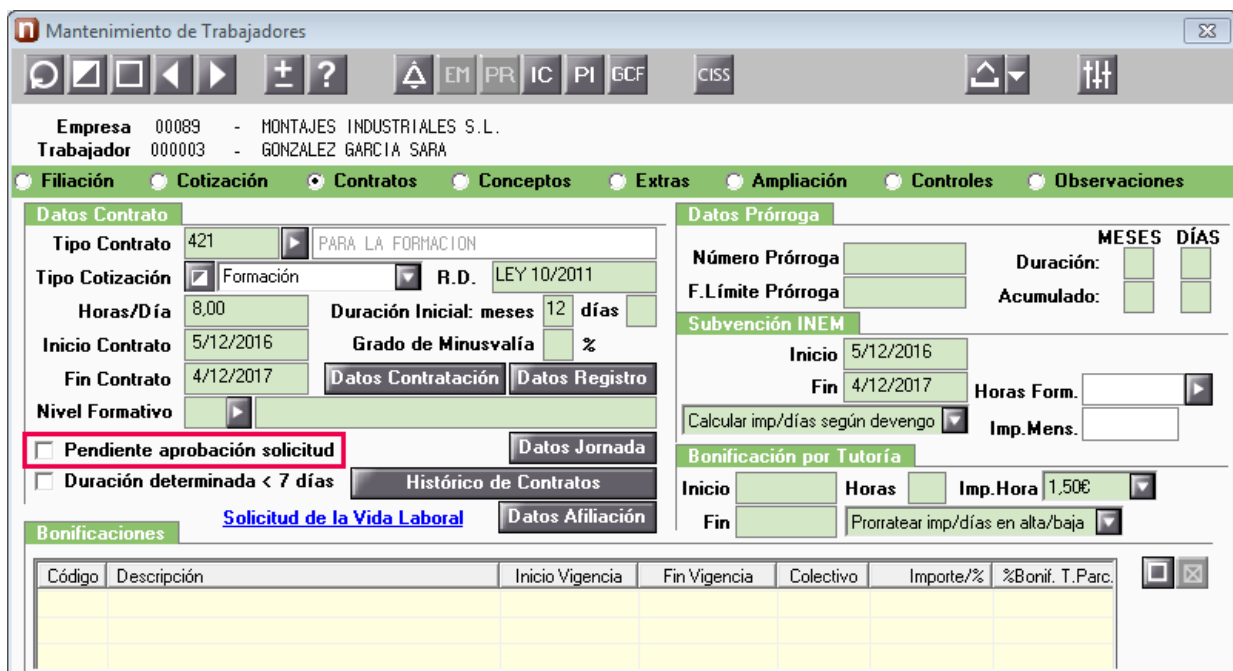 n Mantenimiento de Trabajadores
± ? EM PR IC PI GCF CISS
Empresa 00089 - MONTAJES INDUSTRIALES S.L.
Trabajador 000003 - GONZALEZ GARCIA SARA
Filiación Cotización Contratos Conceptos Extras Ampliación Controles Observaciones
Datos Contrato
Tipo Contrato 421 PARA LA FORMACION
Tipo Cotización Formación R.D. LEY 10/2011
Horas/Día 8,00 Duración Inicial: meses 12 días
Inicio Contrato 5/12/2016 Grado de Minusvalía %
Fin Contrato 4/12/2017 Datos Contratación Datos Registro
Nivel Formativo
Pendiente aprobación solicitud Datos Jornada
Duración determinada < 7 días Histórico de Contratos
Solicitud de la Vida Laboral Datos Afiliación
Datos Prórroga
MESES DÍAS
Número Prórroga Duración:
F.Límite Prórroga Acumulado:
Subvención INEM
Inicio 5/12/2016
Fin 4/12/2017 Horas Form.
Calcular imp/días según devengo Imp.Mens.
Bonificación por Tutoría
Inicio Horas Imp.Hora 1,50€
Fin Prorratear imp/días en alta/baja
Bonificaciones
Código Descripción Inicio Vigencia Fin Vigencia Colectivo Importe/% %Bonif. T.Parc.